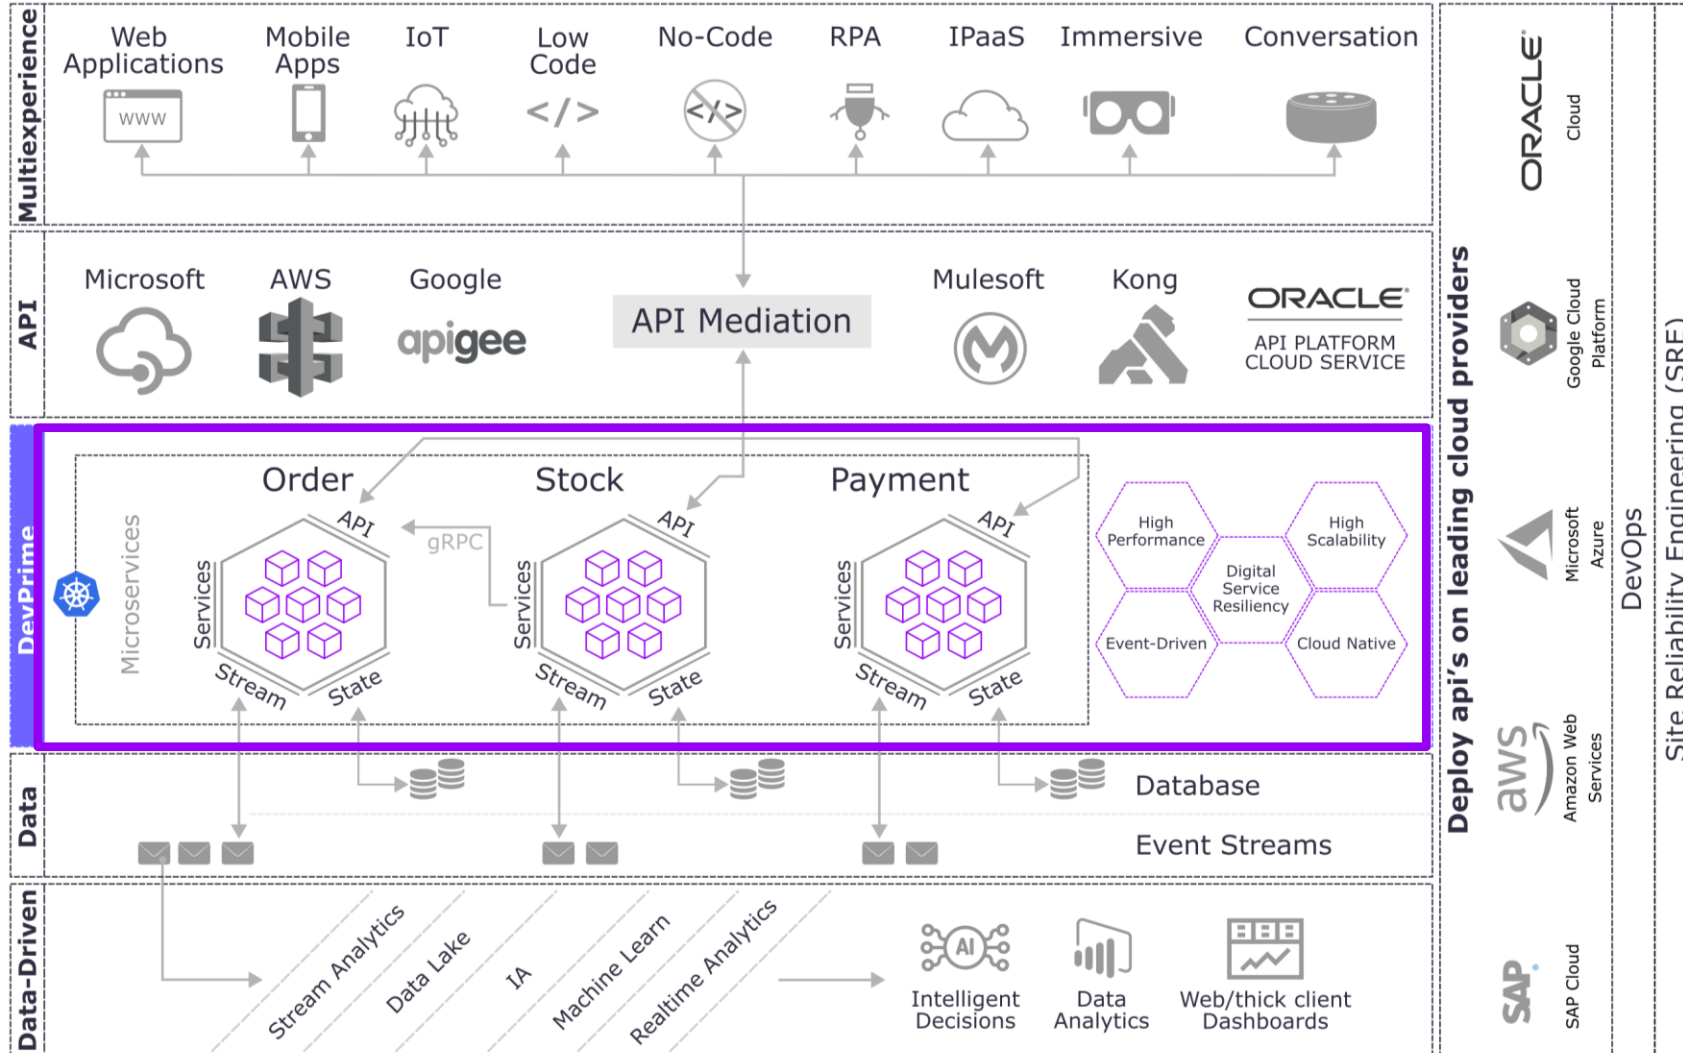 Multiexperience
Web
Applications
www
Mobile
Apps
IoT
Low
Code
</>
No-Code
</>
RPA
IPaaS
Immersive
Conversation
API
Microsoft
AWS
Google
apigee
API Mediation
Mulesoft
Kong
ORACLE
API PLATFORM
CLOUD SERVICE
DevPrime
Microservices
Order
API
Services
Stream
State
gRPC
Stock
API
Services
Stream
State
Payment
API
Services
Stream
State
High
Performance
High
Scalability
Digital
Service
Resiliency
Event-Driven
Cloud Native
Data
Database
Event Streams
Data-Driven
Stream Analytics
Data Lake
IA
Machine Learn
Realtime Analytics
AI
Intelligent
Decisions
Data
Analytics
Web/thick client
Dashboards
Deploy api's on leading cloud providers
ORACLE
Cloud
Google Cloud
Platform
Microsoft
Azure
aws
Amazon Web
Services
SAP
SAP Cloud
DevOps
Site Reliability Engineering (SRE)